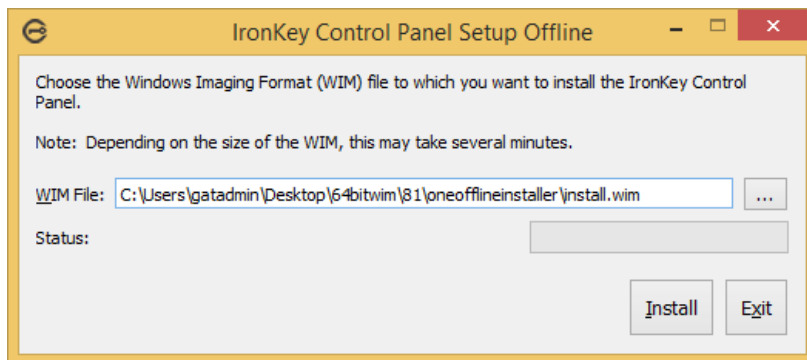 IronKey Control Panel Setup Offline
Choose the Windows Imaging Format (WIM) file to which you want to install the IronKey Control
Panel.
Note: Depending on the size of the WIM, this may take several minutes.
WIM File: C:\Users\gatadmin\Desktop\64bitwim\81\oneofflineinstaller\install.wim ...
Status:
Install Exit